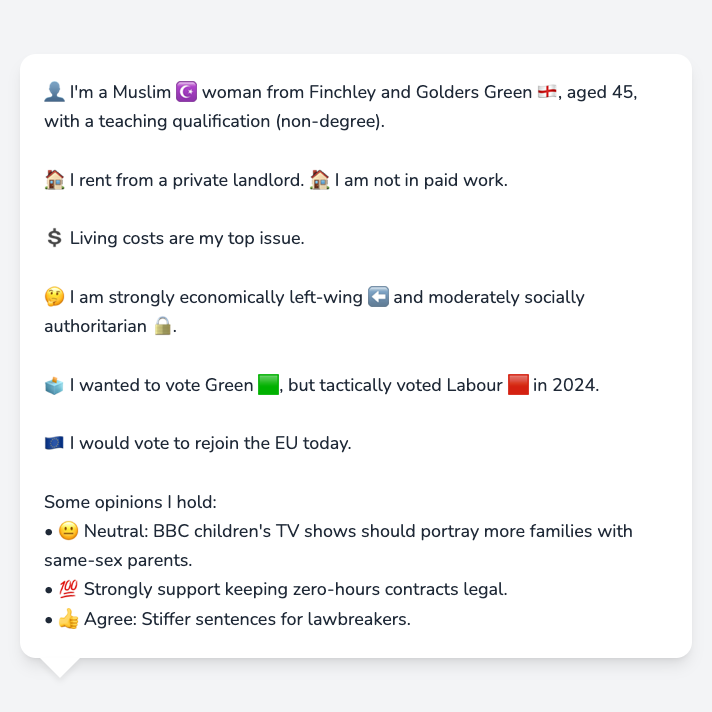 👤 I'm a Muslim ☪️ woman from Finchley and Golders Green 🏴󠁧󠁢󠁥󠁮󠁧󠁿, aged 45,
with a teaching qualification (non-degree).
🏠 I rent from a private landlord. 🏠 I am not in paid work.
💲 Living costs are my top issue.
🤔 I am strongly economically left-wing ⬅️ and moderately socially
authoritarian 🔒.
🗳️ I wanted to vote Green 🟩, but tactically voted Labour 🟥 in 2024.
🇪🇺 I would vote to rejoin the EU today.
Some opinions I hold:
• 😐 Neutral: BBC children's TV shows should portray more families with
same-sex parents.
• 💯 Strongly support keeping zero-hours contracts legal.
• 👍 Agree: Stiffer sentences for lawbreakers.